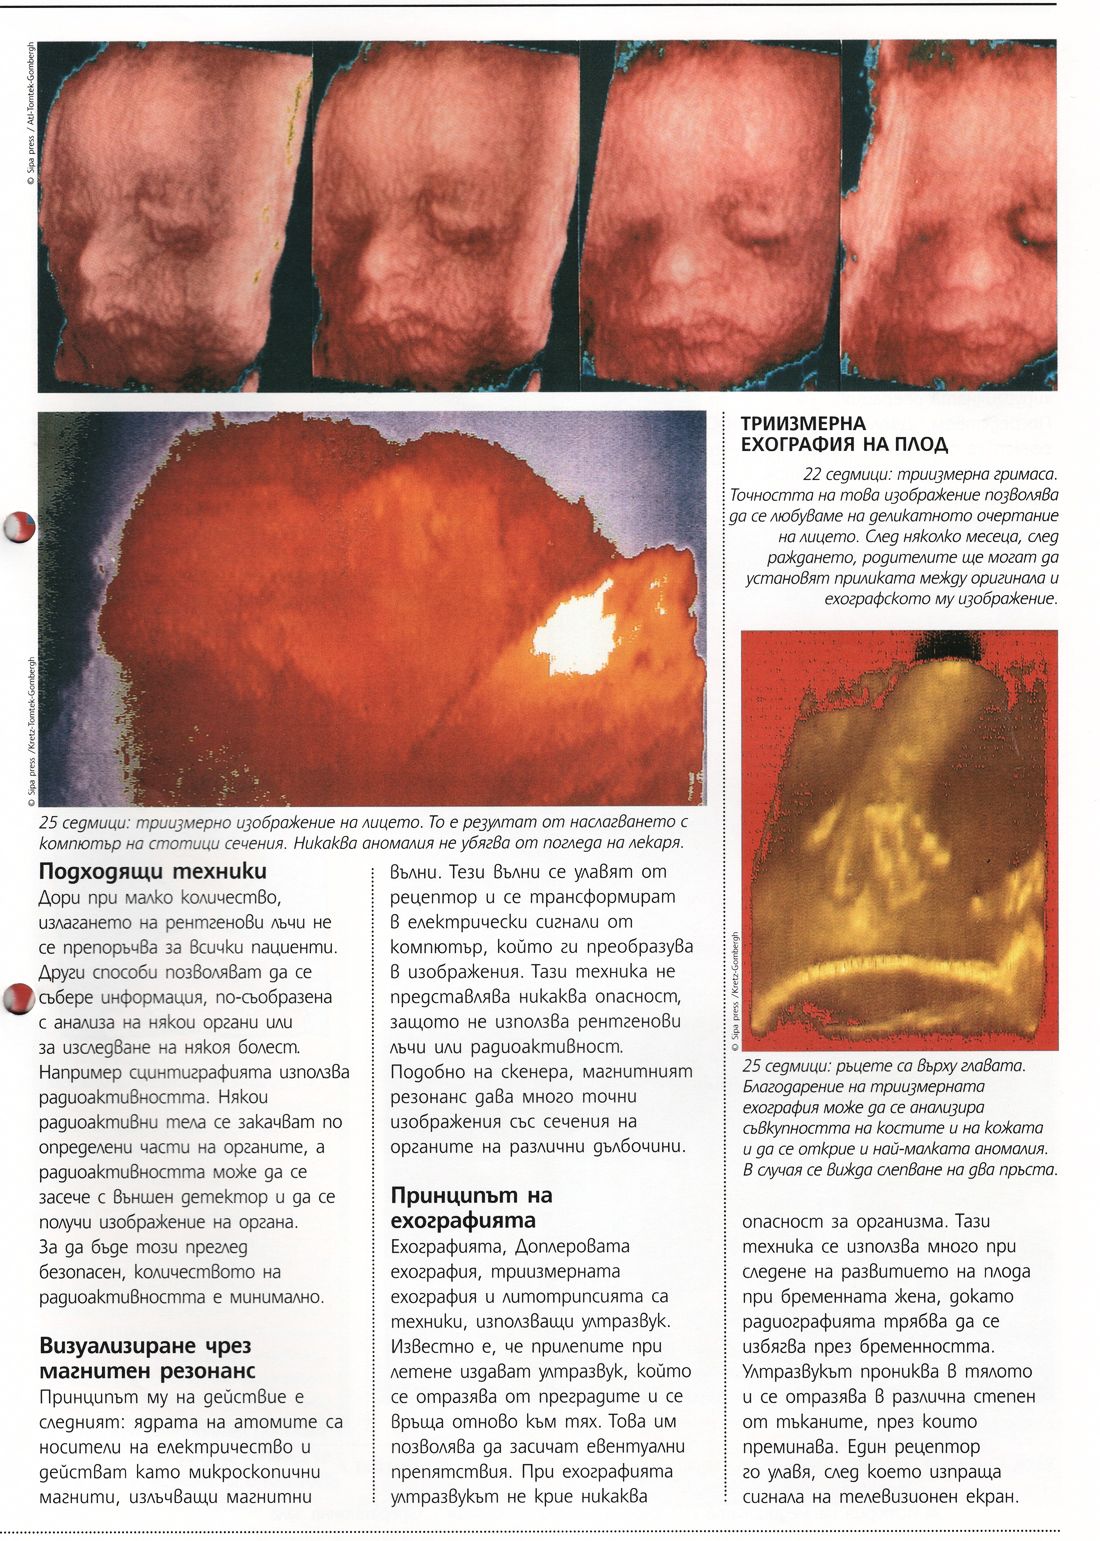 © Sipa press / Atl-Tomtek-Gombergh
© Sipa press /Kretz-Tomtek-Gombergh
25 седмици: триизмерно изображение на лицето. То е резултат от наслагването с
компютър на стотици сечения. Никаква аномалия не убягва от погледа на лекаря.
ТРИИЗМЕРНА
ЕХОГРАФИЯ НА ПЛОД
22 седмици: триизмерна гримаса.
Точността на това изображение позволява
да се любуваме на деликатното очертание
на лицето. След няколко месеца, след
раждането, родителите ще могат да
установят приликата между оригинала и
ехографското му изображение.
© Sipa press /Kretz-Gombergh
25 седмици: ръцете са върху главата.
Благодарение на триизмерната
ехография може да се анализира
съвкупността на костите и на кожата
и да се открие и най-малката аномалия.
В случая се вижда слепване на два пръста.
Подходящи техники
Дори при малко количество,
излагането на рентгенови лъчи не
се препоръчва за всички пациенти.
Други способи позволяват да се
събере информация, по-съобразена
с анализа на някои органи или
за изследване на някоя болест.
Например сцинтиграфията използва
радиоактивността. Някои
радиоактивни тела се закачват по
определени части на органите, а
радиоактивността може да се
засече с външен детектор и да се
получи изображение на органа.
За да бъде този преглед
безопасен, количеството на
радиоактивността е минимално.
Визуализиране чрез
магнитен резонанс
Принципът му на действие е
следният: ядрата на атомите са
носители на електричество и
действат като микроскопични
магнити, излъчващи магнитни
вълни. Тези вълни се улавят от
рецептор и се трансформират
в електрически сигнали от
компютър, който ги преобразува
в изображения. Тази техника не
представлява никаква опасност,
защото не използва рентгенови
лъчи или радиоактивност.
Подобно на скенера, магнитният
резонанс дава много точни
изображения със сечения на
органите на различни дълбочини.
Принципът на
ехографията
Ехографията, Доплеровата
ехография, триизмерната
ехография и литотрипсията са
техники, използващи ултразвук.
Известно е, че прилепите при
летене издават ултразвук, който
се отразява от преградите и се
връща отново към тях. Това им
позволява да засичат евентуални
препятствия. При ехографията
ултразвукът не крие никаква
опасност за организма. Тази
техника се използва много при
следене на развитието на плода
при бременната жена, докато
радиографията трябва да се
избягва през бременността.
Ултразвукът прониква в тялото
и се отразява в различна степен
от тъканите, през които
преминава. Един рецептор
го улавя, след което изпраща
сигнала на телевизионен екран.